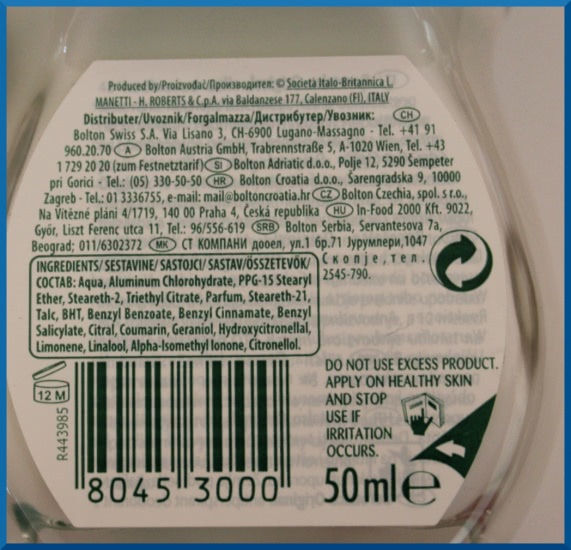 Produced by/Proizvođač/Производител: © Società Italo-Britannica L.
MANETTI - H. ROBERTS & C.p.A. via Baldanzese 177, Calenzano (FI), ITALY
Distributer/Uvoznik/Forgalmazza/Дистрибутер/Увозник: CH
Bolton Swiss S.A. Via Lisano 3, CH-6900 Lugano-Massagno - Tel. +41 91
960.20.70 A Bolton Austria GmbH, Trabrennstraße 5, A-1020 Wien, Tel. +43
1 729 20 20 (zum Festnetztarif) SI Bolton Adriatic d.o.o., Polje 12, 5290 Šempeter
pri Gorici - Tel.: (05) 330-50-50 HR Bolton Croatia d.o.o., Šarengradska 9, 10000
Zagreb - Tel.: 01 3336755, e-mail: mail@boltoncroatia.hr CZ Bolton Czechia, spol. s r.o.,
Na Vítězné pláni 4/1719, 140 00 Praha 4, Česká republika HU In-Food 2000 Kft. 9022,
Győr, Liszt Ferenc utca 11, Tel.: 96/556-619 SRB Bolton Serbia, Servantesova 7a,
Beograd; 011/6302372 MK СТ КОМПАНИ дооел, ул.1 бр.71 Јурумлери,1047
Скопје, тел.
2545-790.
INGREDIENTS/ SESTAVINE/ SASTOJCI/ SASTAV/ÖSSZETEVŐK/
СОСТАВ: Aqua, Aluminum Chlorohydrate, PPG-15 Stearyl
Ether, Steareth-2, Triethyl Citrate, Parfum, Steareth-21,
Talc, BHT, Benzyl Benzoate, Benzyl Cinnamate, Benzyl
Salicylate, Citral, Coumarin, Geraniol, Hydroxycitronellal,
Limonene, Linalool, Alpha-Isomethyl Ionone, Citronellol.
12 M
R443985
8045 3000
DO NOT USE EXCESS PRODUCT.
APPLY ON HEALTHY SKIN
AND STOP
USE IF
IRRITATION
OCCURS.
50ml℮